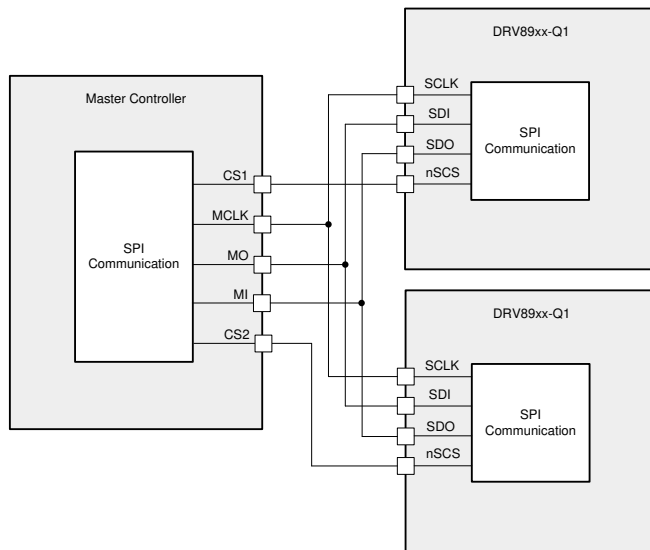 DRV89xx-Q1
SCLK
SDI
SDO
nSCS
SPI
Communication
Master Controller
CS1
MCLK
MO
MI
CS2
SPI
Communication
DRV89xx-Q1
SCLK
SDI
SDO
nSCS
SPI
Communication